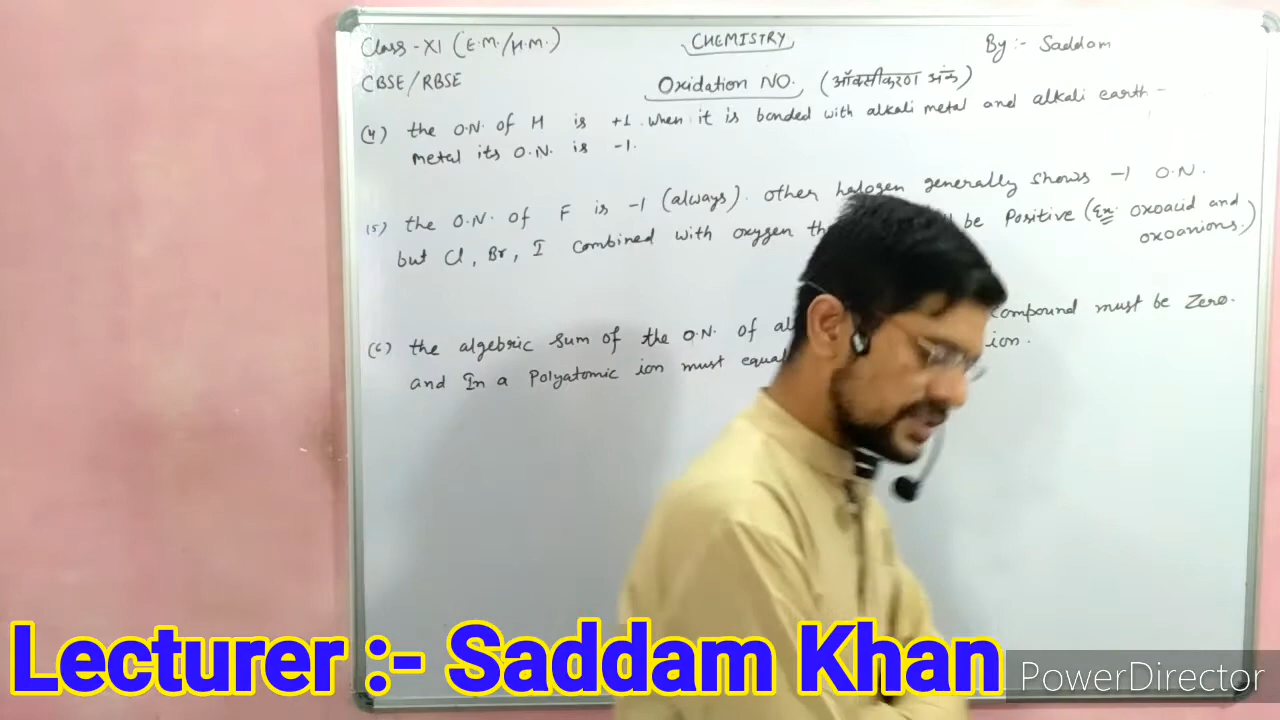 Class - XI (E.M./H.M.)
CHEMISTRY
By :- Saddam
CBSE/RBSE
Oxidation NO. (ऑक्सीकरण अंक)
(4) the O.N. of H is +1 when it is bonded with alkali metal and alkali earth -
metal its O.N. is -1.
(5) the O.N. of F is -1 (always). other halogen generally shows -1 O.N.
but Cl, Br, I combined with oxygen be Positive (Ex. oxoacid and
oxoanions.)
(6) the algebric sum of the O.N. of compound must be Zero.
and In a Polyatomic ion must equal ion.
Lecturer :- Saddam Khan
PowerDirector